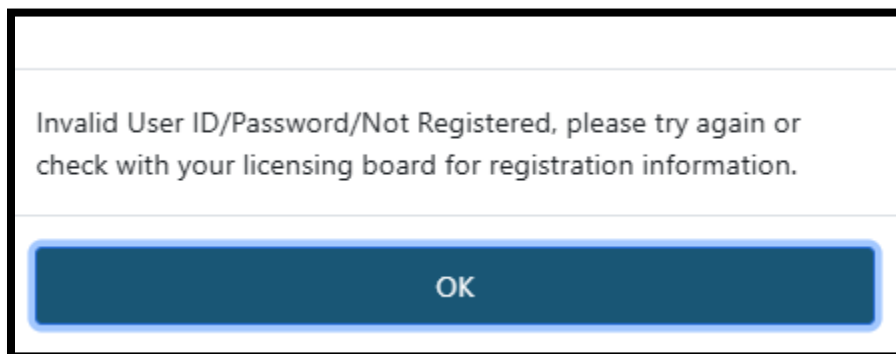 Invalid User ID/Password/Not Registered, please try again or
check with your licensing board for registration information.
OK